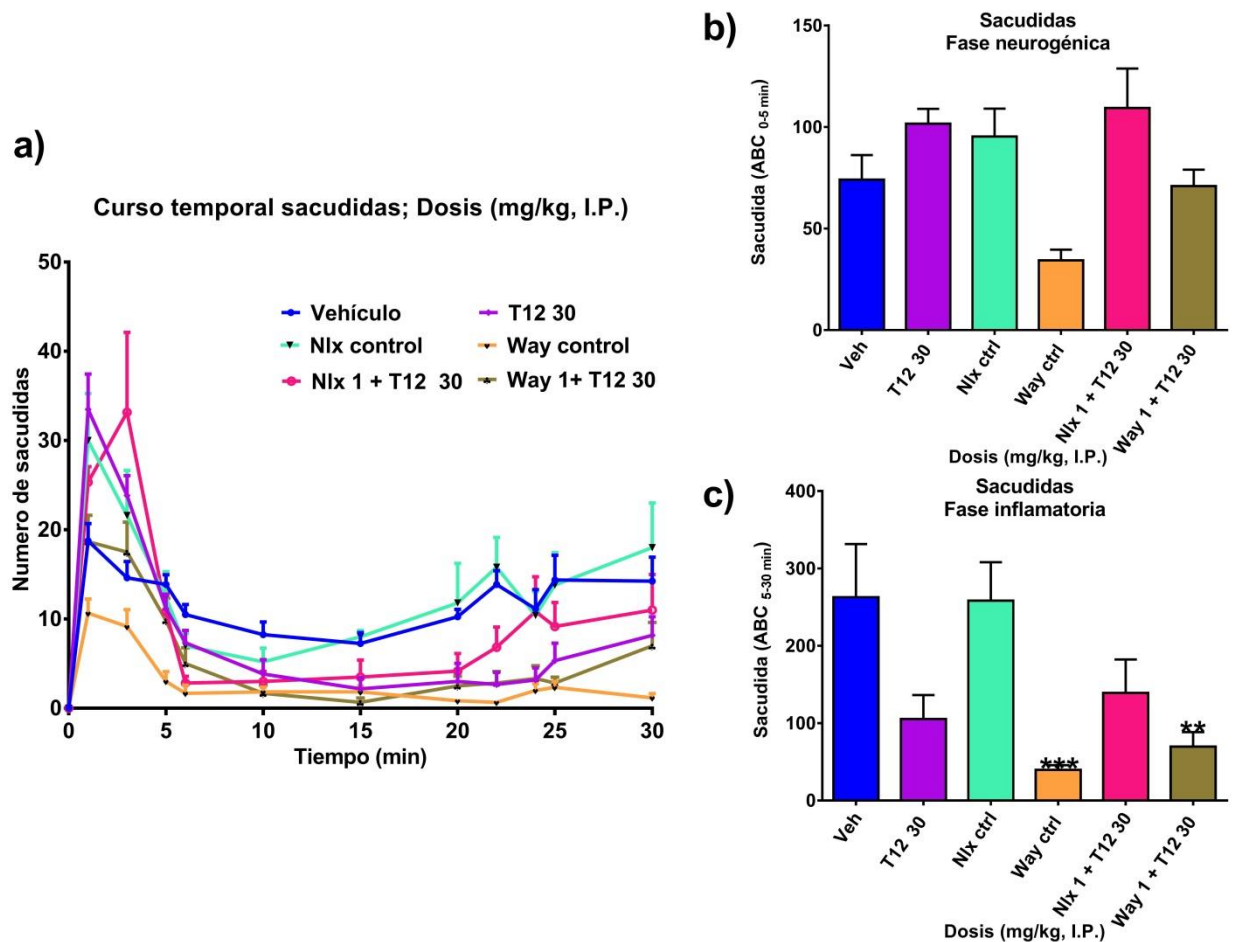 a)
Curso temporal sacudidas; Dosis (mg/kg, I.P.)
Numero de sacudidas
50
40
30
20
10
0
Vehículo
Nlx control
Nlx 1 + T12 30
T12 30
Way control
Way 1+ T12 30
0 5 10 15 20 25 30
Tiempo (min)
b)
Sacudidas
Fase neurogénica
Sacudida (ABC 0-5 min)
150
100
50
0
Veh
T12 30
Nlx ctrl
Way ctrl
Nlx 1 + T12 30
Way 1 + T12 30
Dosis (mg/kg, I.P.)
c)
Sacudidas
Fase inflamatoria
Sacudida (ABC 5-30 min)
400
300
200
100
0
***
**
Veh
T12 30
Nlx ctrl
Way ctrl
Nlx 1 + T12 30
Way 1 + T12 30
Dosis (mg/kg, I.P.)